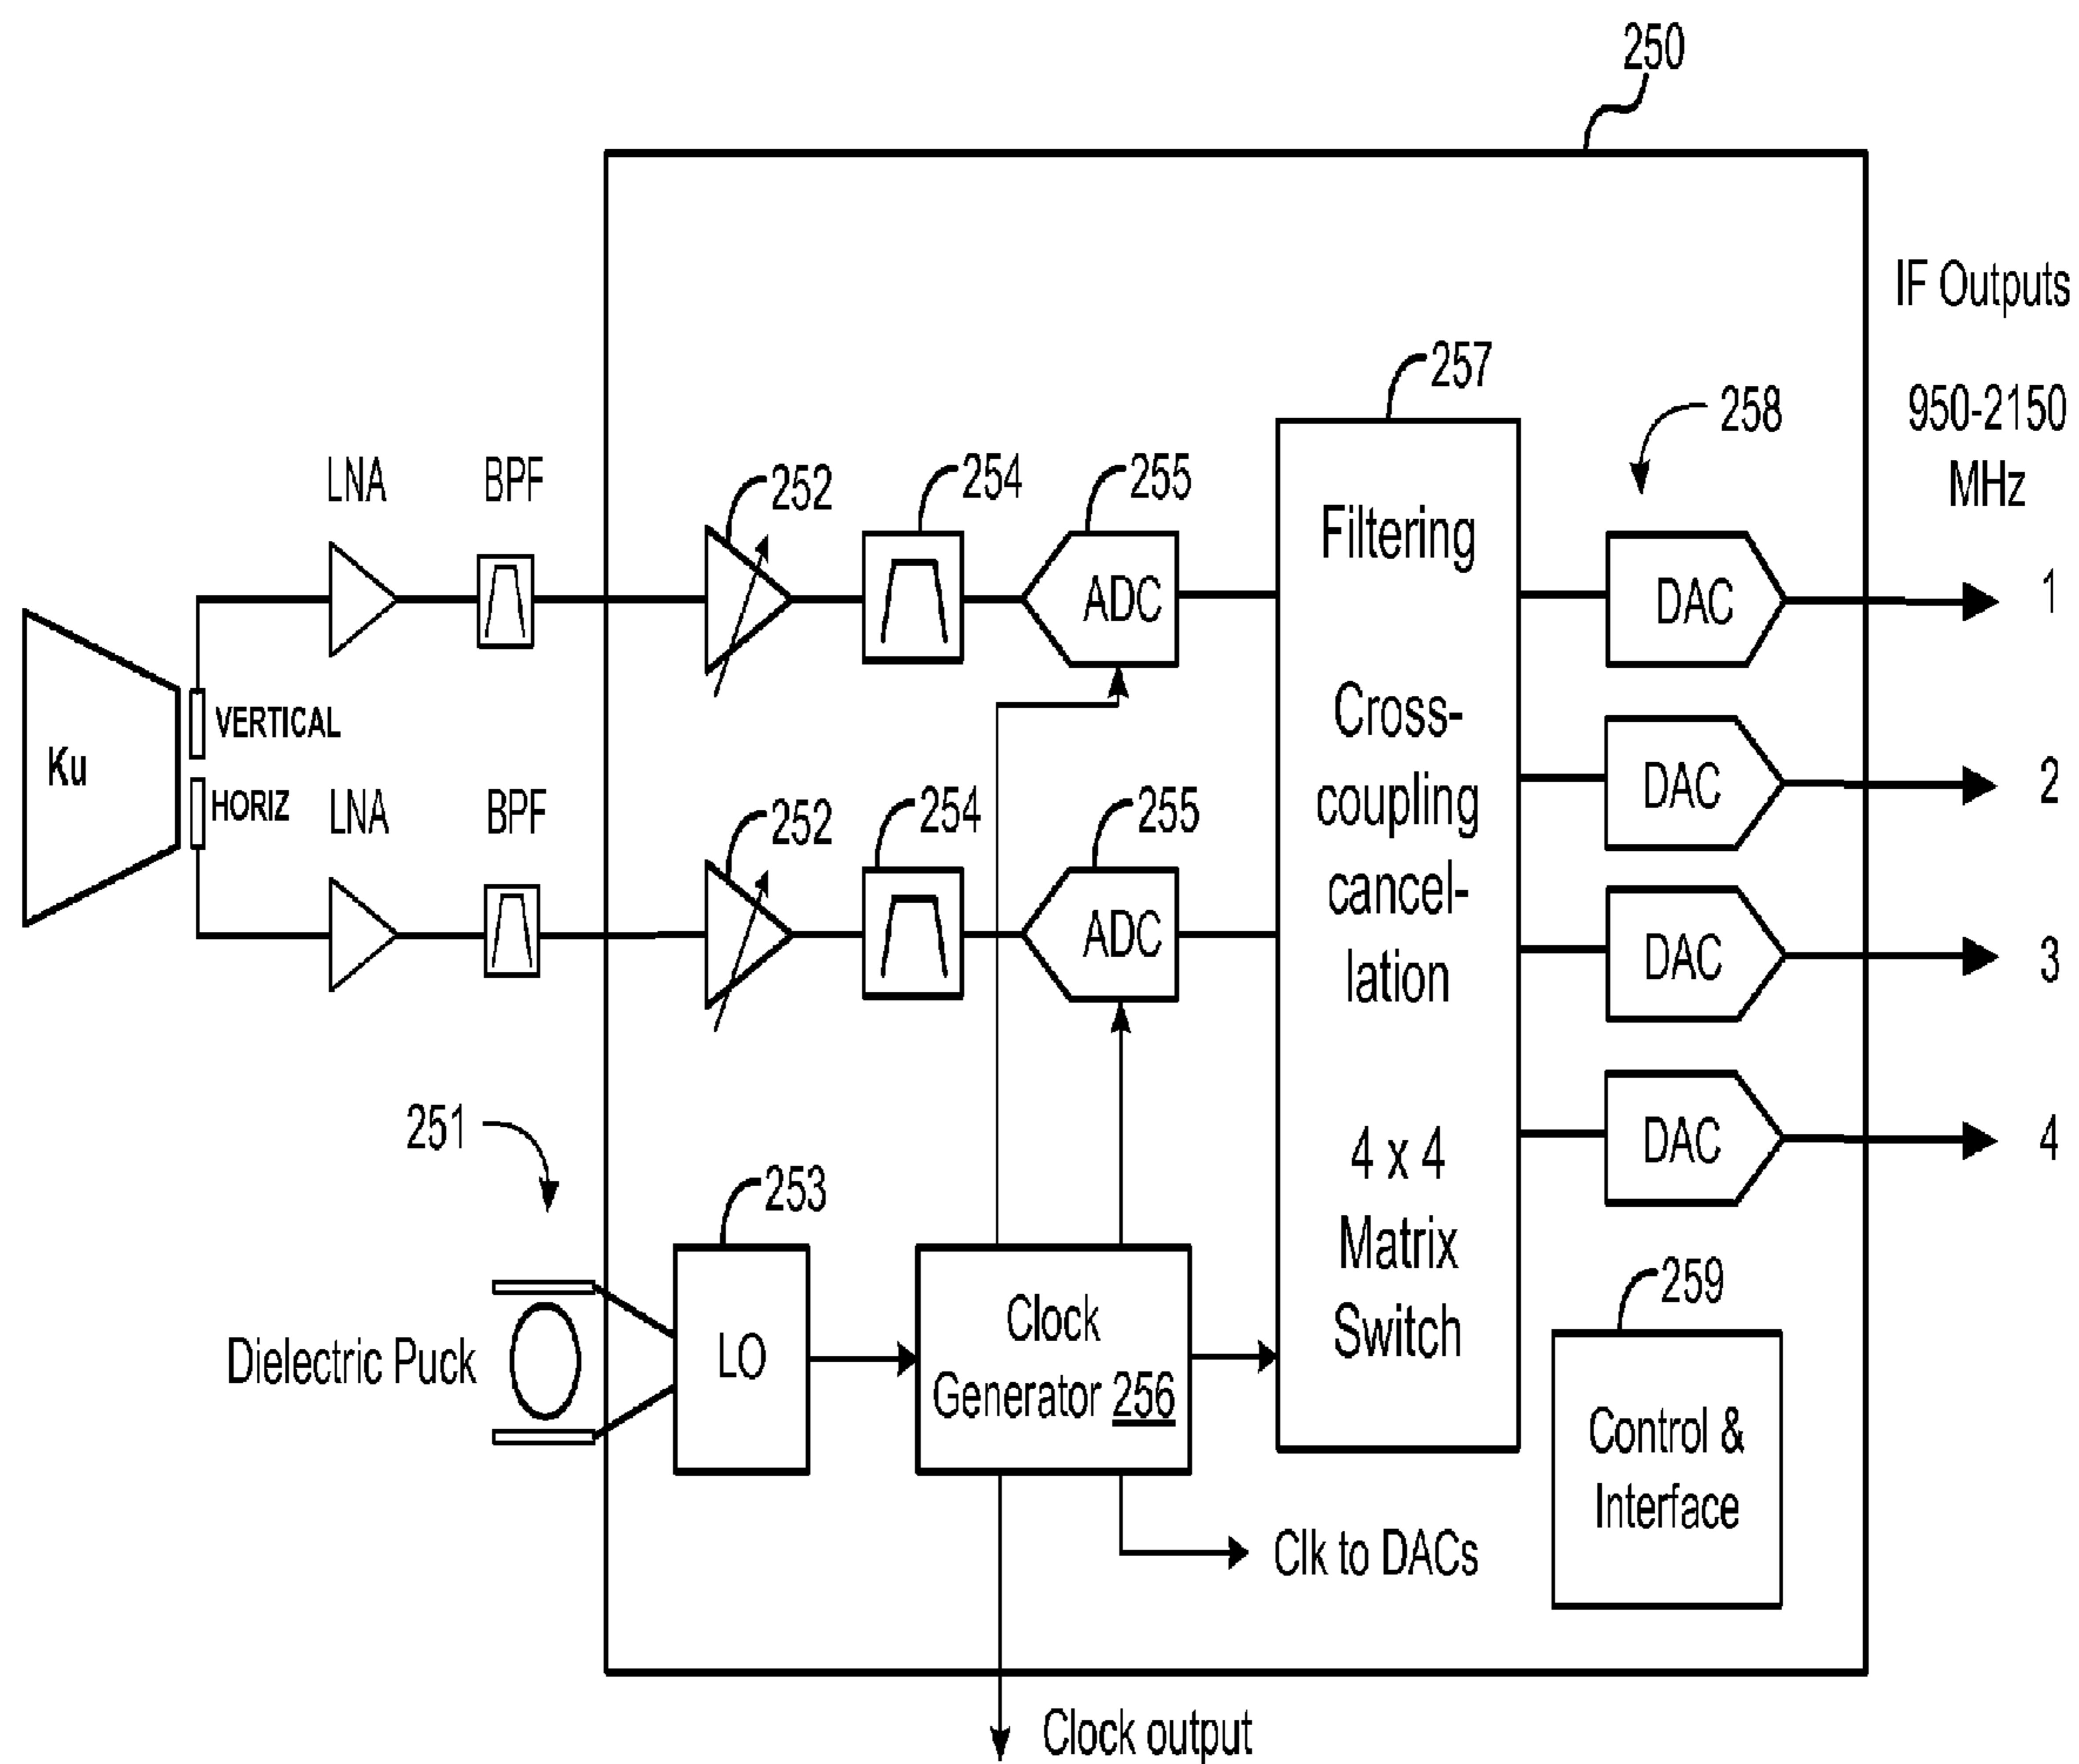 250
IF Outputs
950-2150
MHz
257
258
LNA
BPF
252
254
255
Filtering
ADC
DAC
1
Cross-
coupling
cancel-
lation
VERTICAL
Ku
HORIZ
DAC
2
LNA
BPF
252
254
255
ADC
DAC
3
251
253
4 x 4
Matrix
Switch
DAC
4
259
Dielectric Puck
LO
Clock
Generator 256
Control &
Interface
Clk to DACs
Clock output